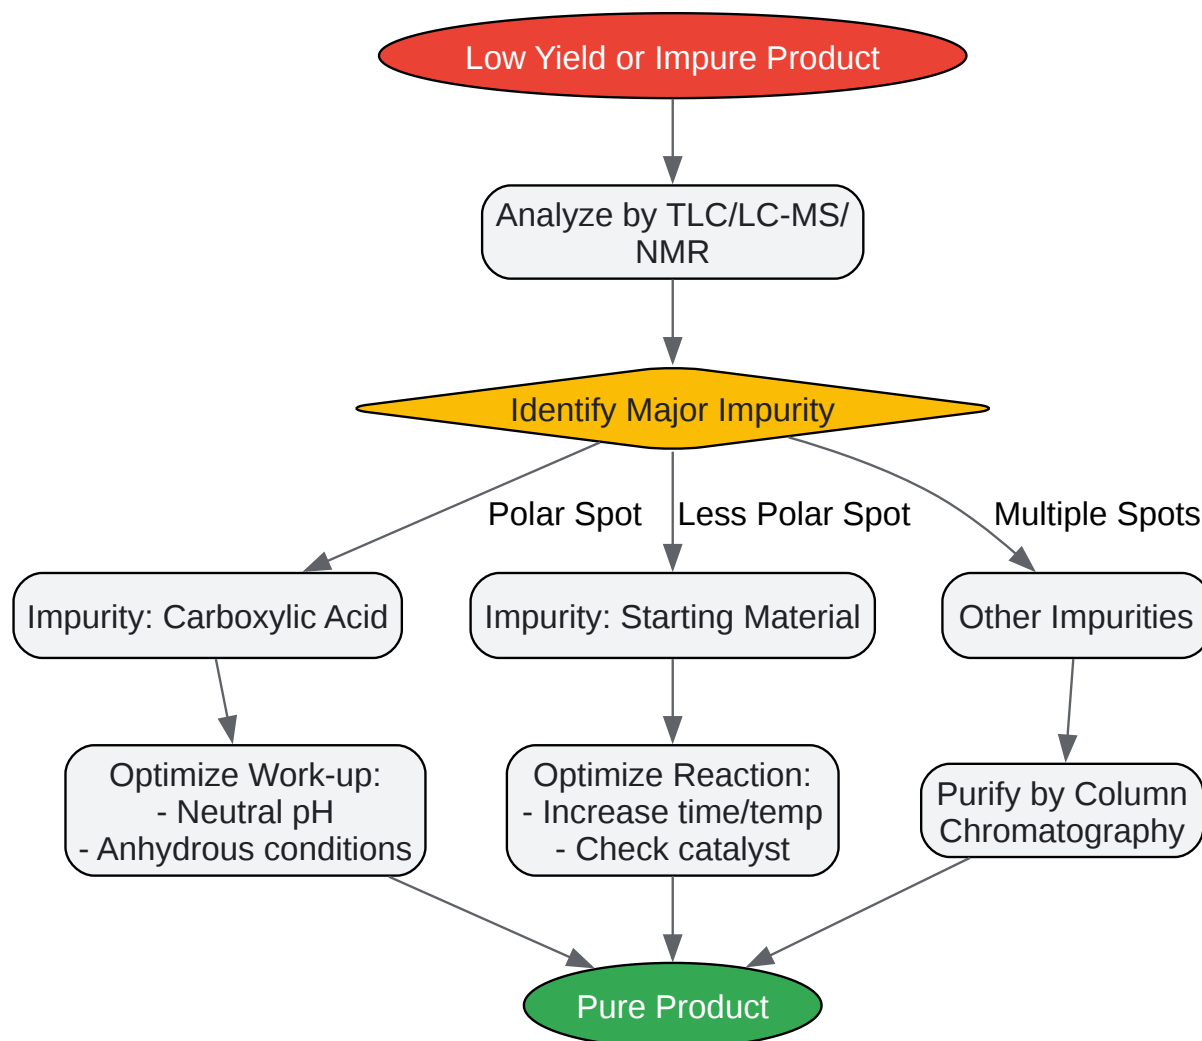 Low Yield or Impure Product
Analyze by TLC/LC-MS/
NMR
Identify Major Impurity
Polar Spot
Less Polar Spot
Multiple Spots
Impurity: Carboxylic Acid
Impurity: Starting Material
Other Impurities
Optimize Work-up:
- Neutral pH
- Anhydrous conditions
Optimize Reaction:
- Increase time/temp
- Check catalyst
Purify by Column
Chromatography
Pure Product